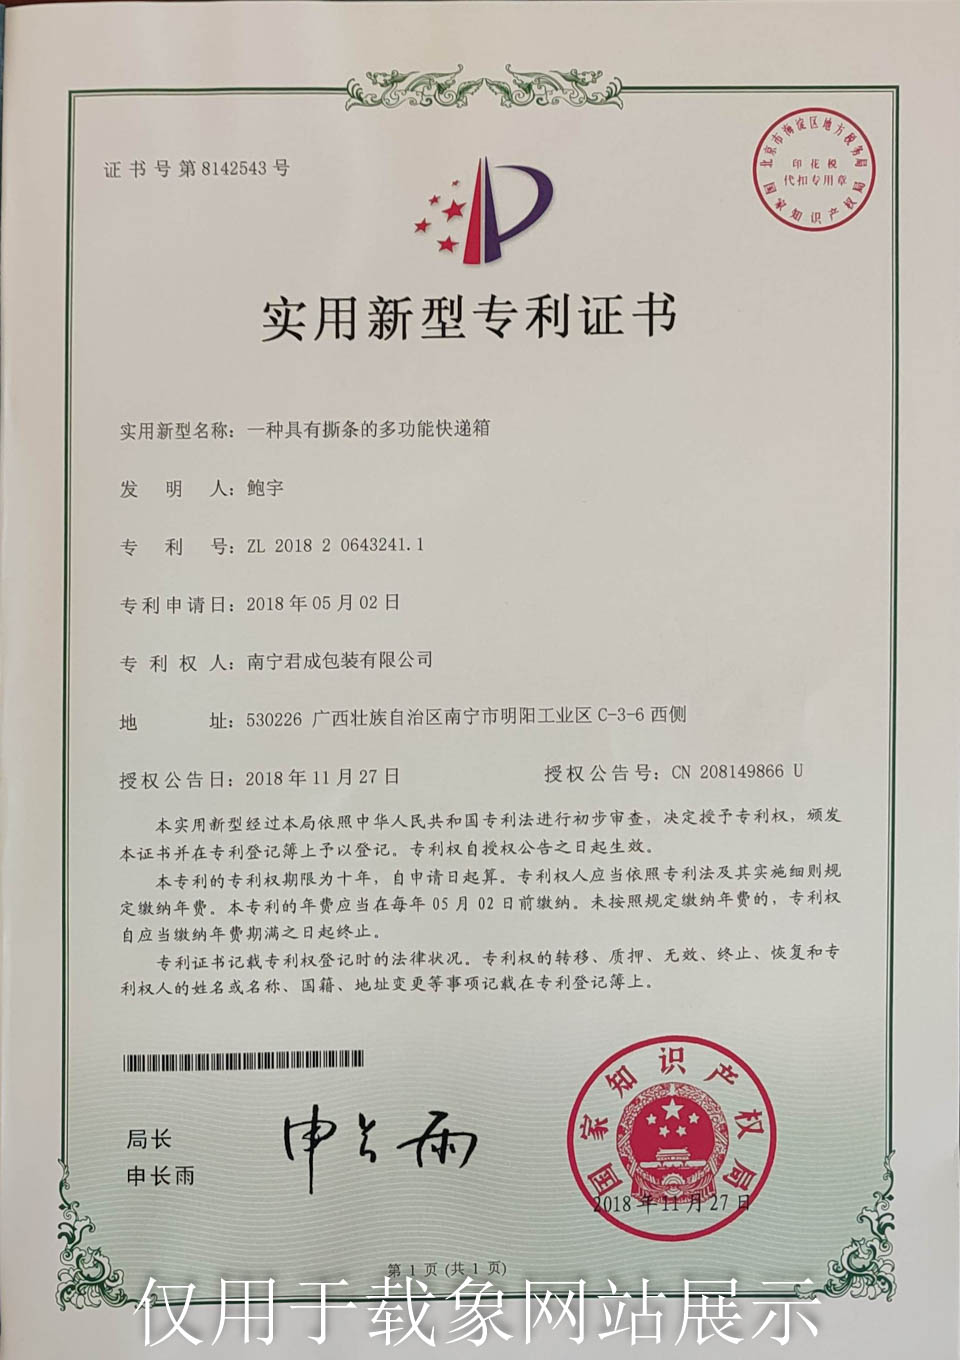 证书号第8142543号
北京市海淀区地方税务局
印花税
代扣专用章
国家知识产权局
实用新型专利证书
实用新型名称：一种具有撕条的多功能快递箱
发明人：鲍宇
专利号：ZL 2018 2 0643241.1
专利申请日：2018年05月02日
专利权人：南宁君成包装有限公司
地址：530226 广西壮族自治区南宁市明阳工业区C-3-6西侧
授权公告日：2018年11月27日 授权公告号：CN 208149866 U
本实用新型经过本局依照中华人民共和国专利法进行初步审查，决定授予专利权，颁发
本证书并在专利登记簿上予以登记。专利权自授权公告之日起生效。
本专利的专利权期限为十年，自申请日起算。专利权人应当依照专利法及其实施细则规
定缴纳年费。本专利的年费应当在每年05月02日前缴纳。未按照规定缴纳年费的，专利权
自应当缴纳年费期满之日起终止。
专利证书记载专利权登记时的法律状况。专利权的转移、质押、无效、终止、恢复和专
利权人的姓名或名称、国籍、地址变更等事项记载在专利登记簿上。
局长
申长雨
申长雨
国家知识产权局
2018年11月27日
第1页(共1页)
仅用于载象网站展示